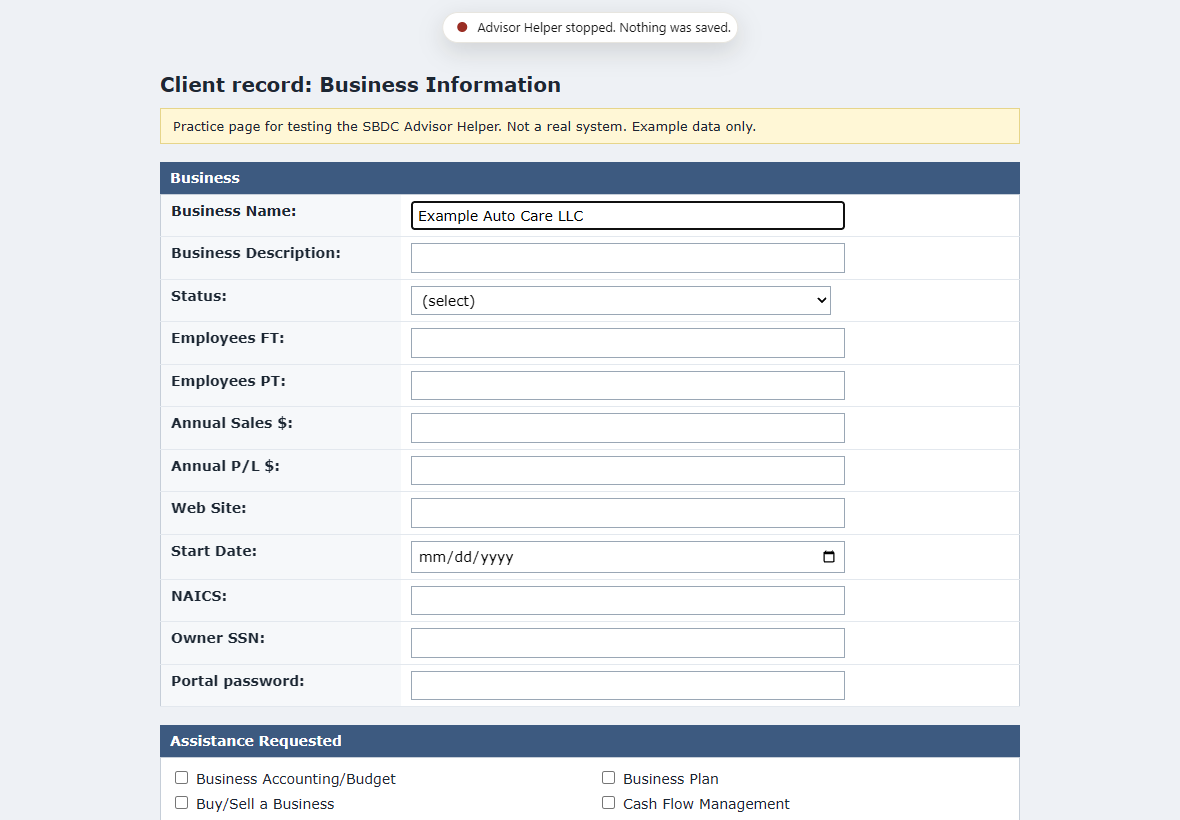 Advisor Helper stopped. Nothing was saved.
Client record: Business Information
Practice page for testing the SBDC Advisor Helper. Not a real system. Example data only.
Business
Business Name: Example Auto Care LLC
Business Description:
Status: (select)
Employees FT:
Employees PT:
Annual Sales $:
Annual P/L $:
Web Site:
Start Date: mm/dd/yyyy
NAICS:
Owner SSN:
Portal password:
Assistance Requested
Business Accounting/Budget Business Plan
Buy/Sell a Business Cash Flow Management